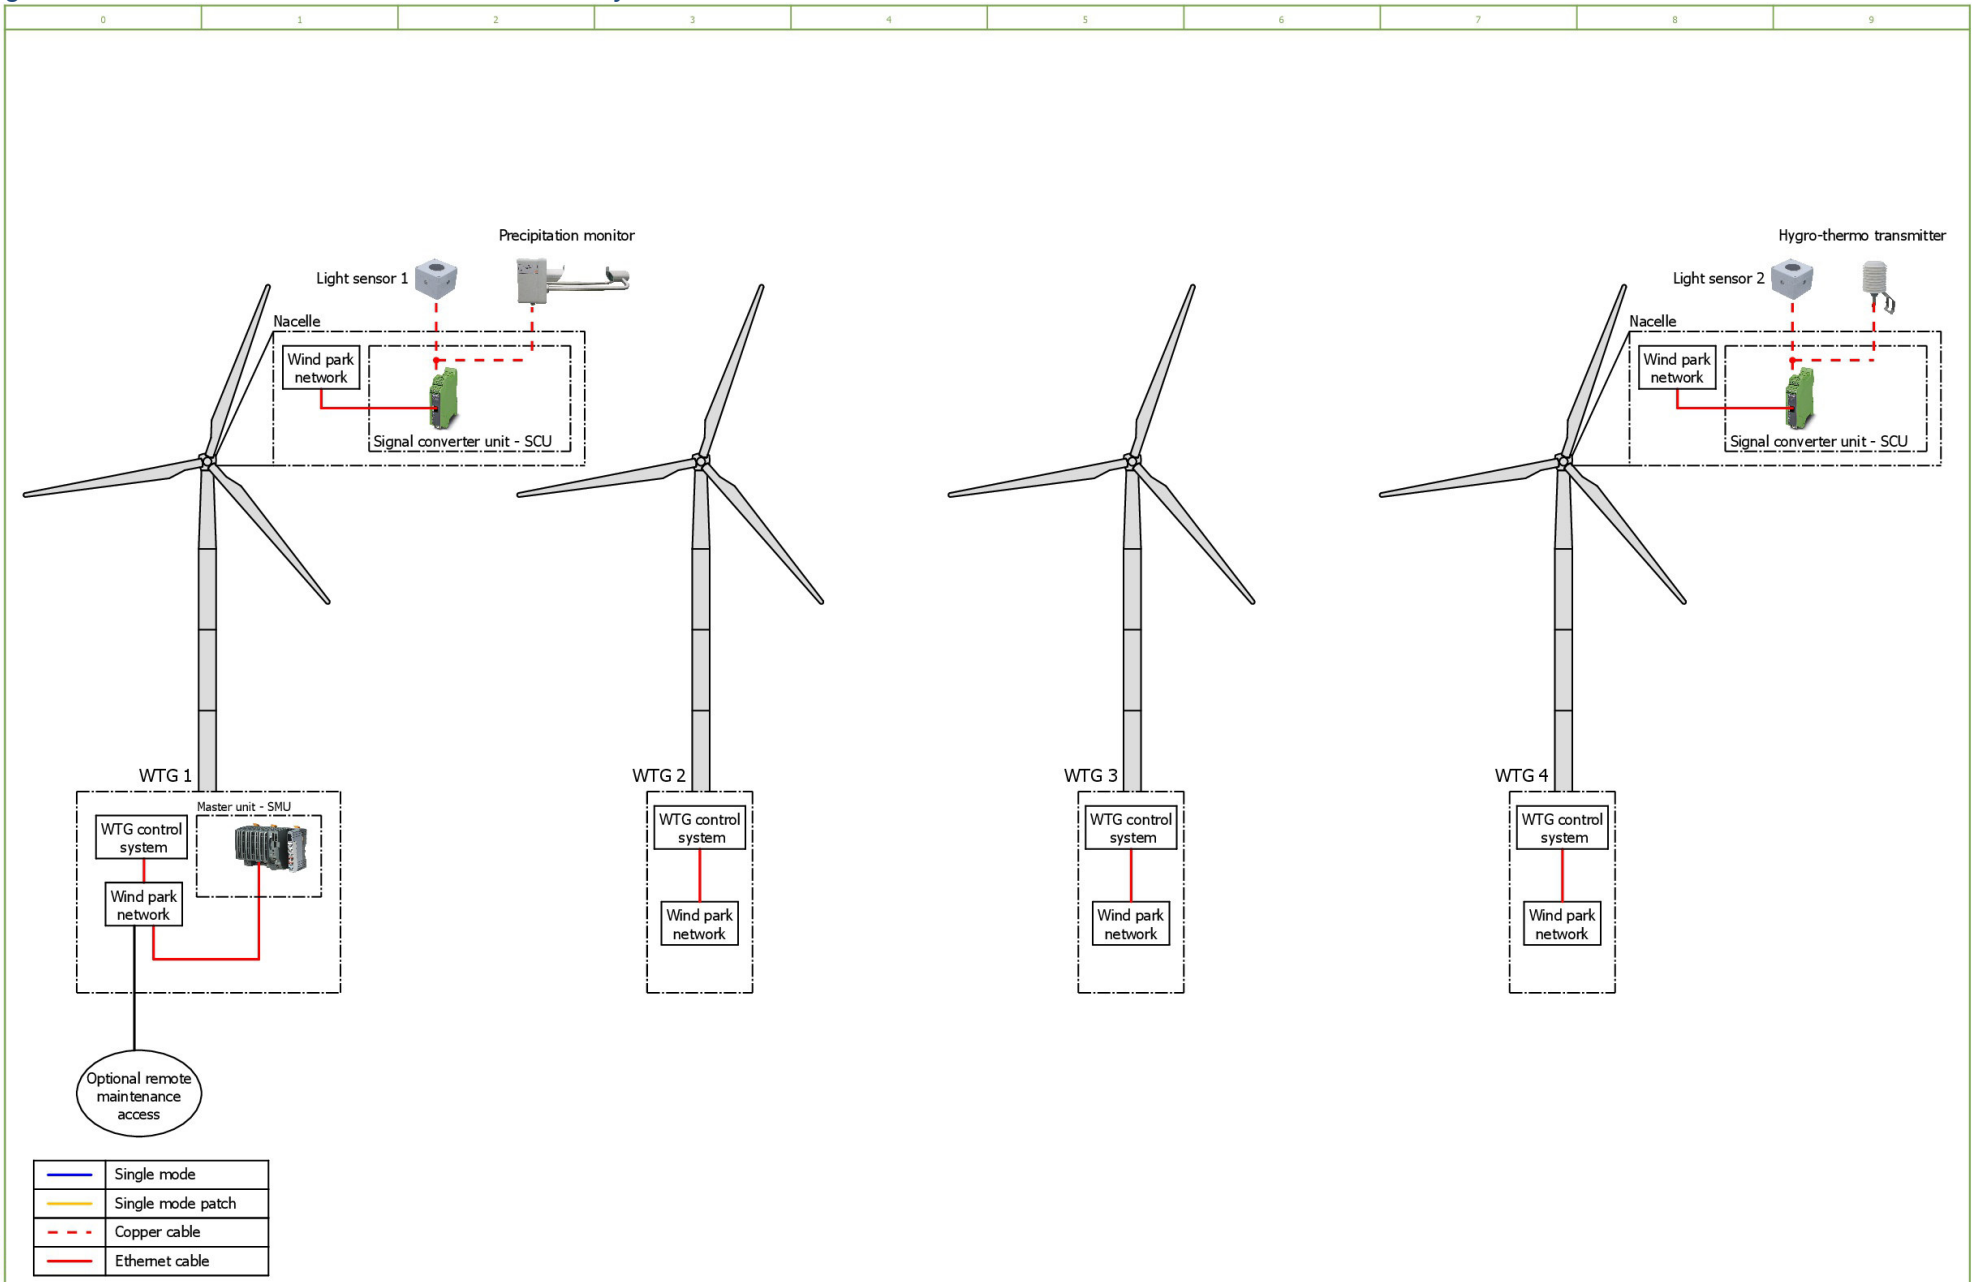 0 1 2 3 4 5 6 7 8 9
Precipitation monitor
Hygro-thermo transmitter
Light sensor 1
Light sensor 2
Nacelle
Wind park
network
Signal converter unit - SCU
Nacelle
Wind park
network
Signal converter unit - SCU
WTG 1
Master unit - SMU
WTG control
system
Wind park
network
WTG 2
WTG control
system
Wind park
network
WTG 3
WTG control
system
Wind park
network
WTG 4
WTG control
system
Wind park
network
Optional remote
maintenance
access
Single mode
Single mode patch
Copper cable
Ethernet cable